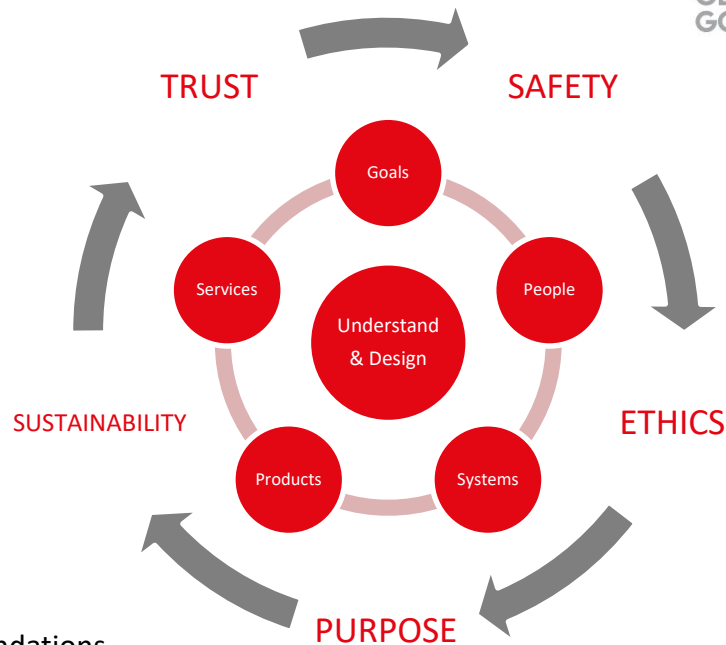 TRUST
SAFETY
Goals
Services
People
Understand
& Design
SUSTAINABILITY
ETHICS
Products
Systems
PURPOSE